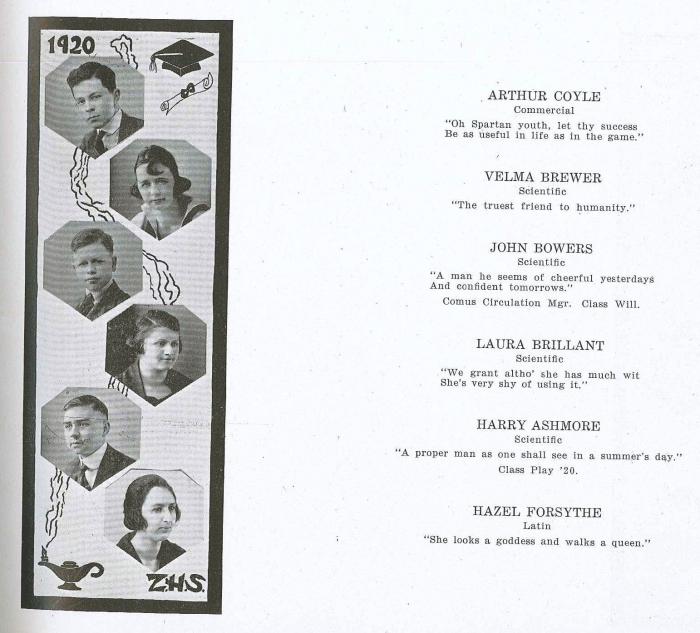 1920
Z.H.S.
ARTHUR COYLE
Commercial
"Oh Spartan youth, let thy success
Be as useful in life as in the game."
VELMA BREWER
Scientific
"The truest friend to humanity."
JOHN BOWERS
Scientific
"A man he seems of cheerful yesterdays
And confident tomorrows."
Comus Circulation Mgr. Class Will.
LAURA BRILLANT
Scientific
"We grant altho' she has much wit
She's very shy of using it."
HARRY ASHMORE
Scientific
"A proper man as one shall see in a summer's day."
Class Play '20.
HAZEL FORSYTHE
Latin
"She looks a goddess and walks a queen."